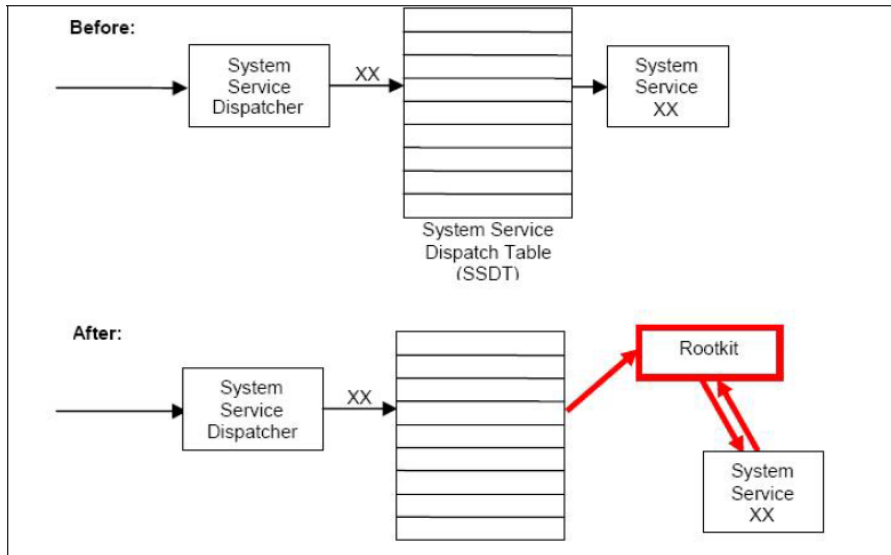 Before:
System
Service
Dispatcher
XX
System
Service
XX
System Service
Dispatch Table
(SSDT)
After:
System
Service
Dispatcher
XX
Rootkit
System
Service
XX